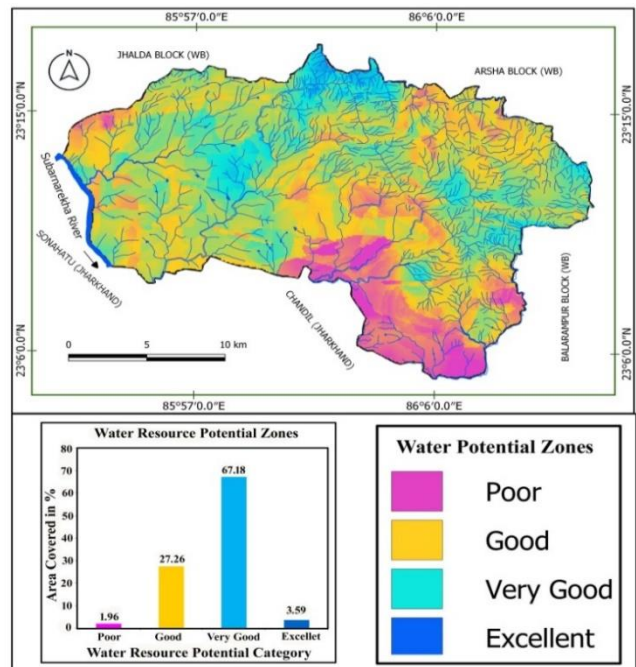 85°57'0.0"E
86°6'0.0"E
N
JHALDA BLOCK (WB)
ARSHA BLOCK (WB)
23°15'0.0"N
23°15'0.0"N
Subarnarekha River
SONAHATU (JHARKHAND)
CHANDIL (JHARKHAND)
BALARAMPUR BLOCK (WB)
0
5
10 km
23°6'0.0"N
23°6'0.0"N
85°57'0.0"E
86°6'0.0"E
Water Resource Potential Zones
Area Covered in %
80
70
60
50
40
30
20
10
0
1.96
27.26
67.18
3.59
Poor
Good
Very Good
Excellet
Water Resource Potential Category
Water Potential Zones
Poor
Good
Very Good
Excellent